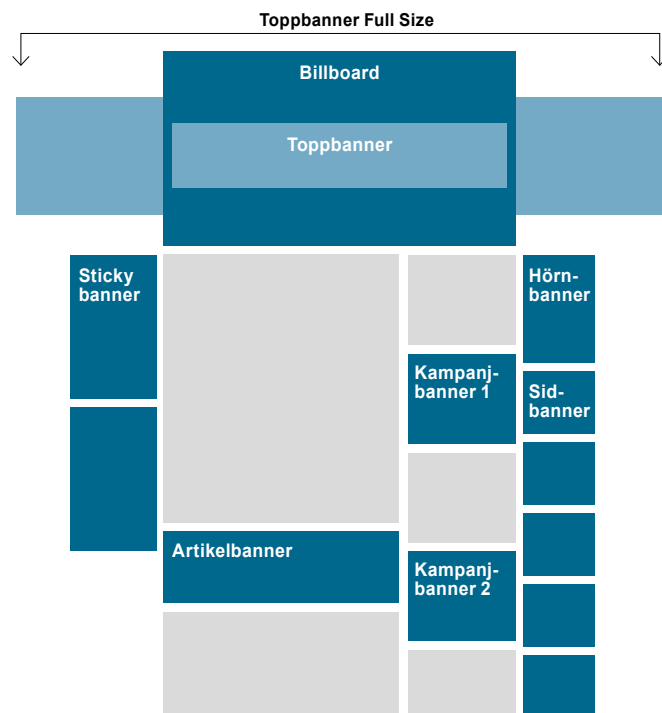 Toppbanner Full Size
Billboard
Toppbanner
Sticky
banner
Hörn-
banner
Kampanj-
banner 1
Sid-
banner
Artikelbanner
Kampanj-
banner 2